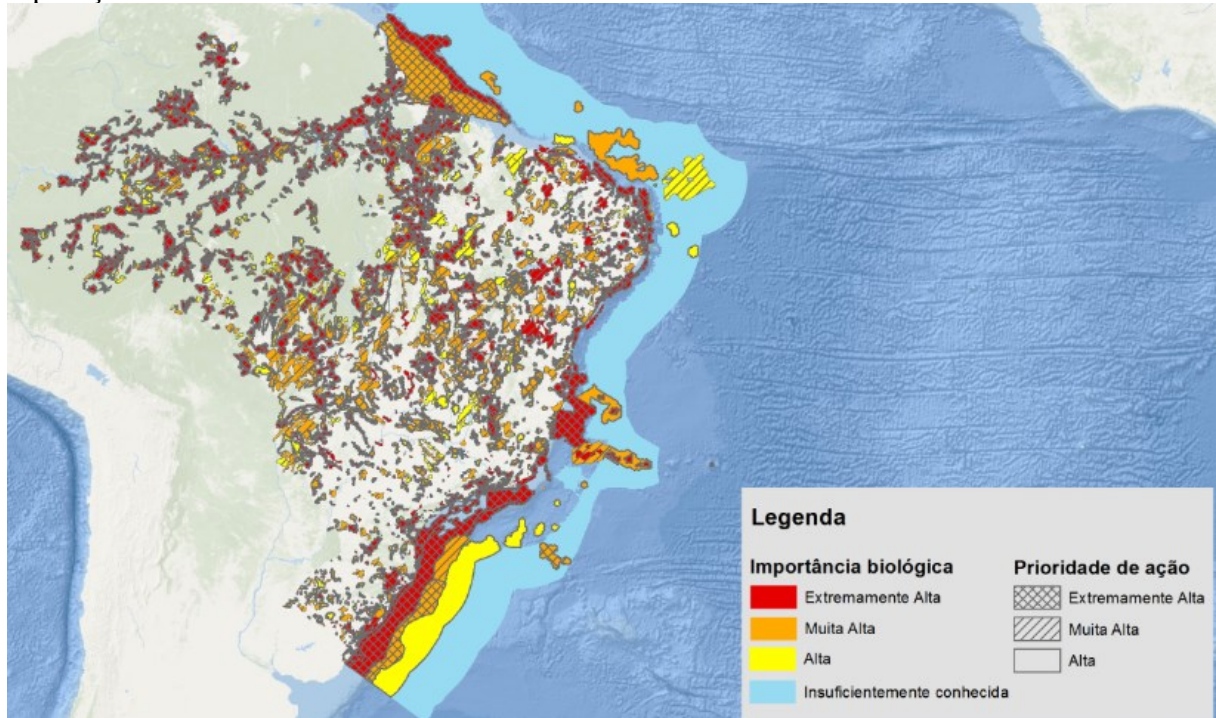 Legenda
Importância biológica
Prioridade de ação
Extremamente Alta
Extremamente Alta
Muita Alta
Muita Alta
Alta
Alta
Insuficientemente conhecida